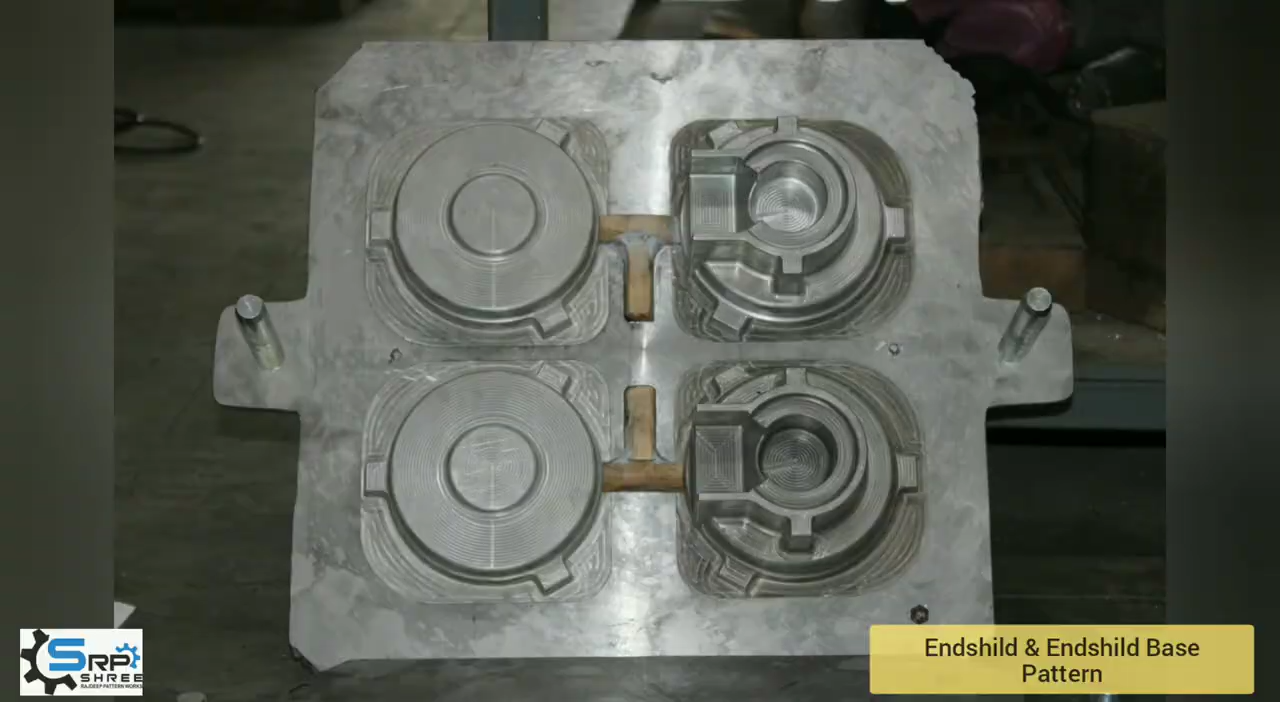 SRP
SHREE
RAJDEEP PATTERN WORKS
Endshild & Endshild Base
Pattern